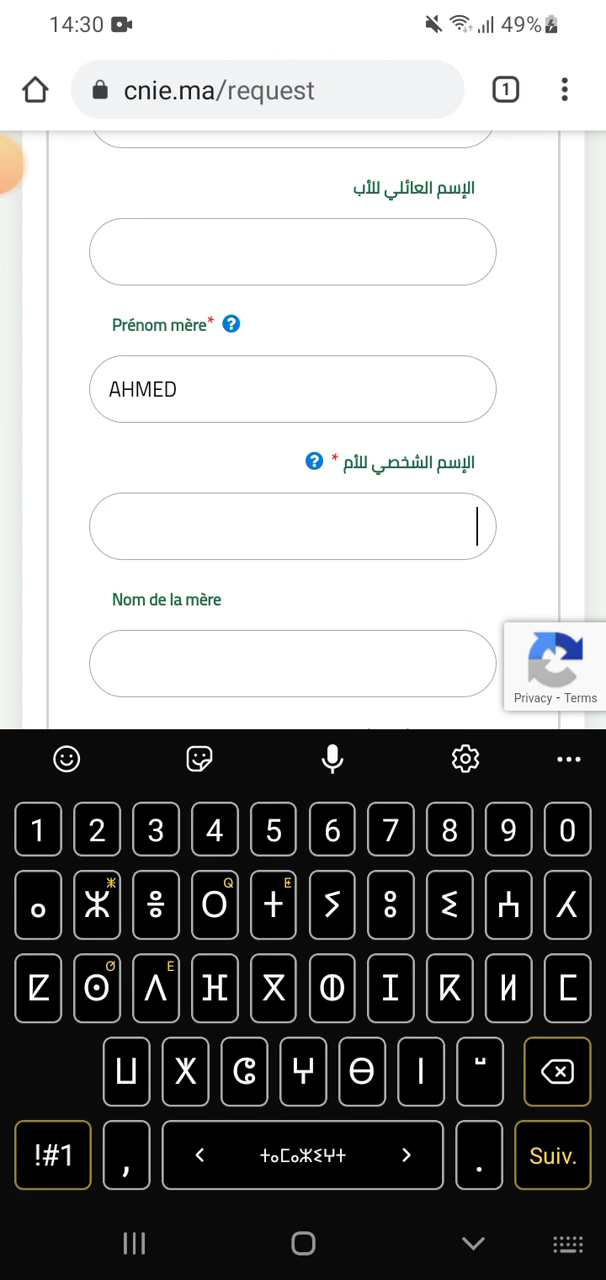 14:30 49%
cnie.ma/request 1
الإسم العائلي للأب
Prénom mère* ?
AHMED
الإسم الشخصي للأم * ?
Nom de la mère
Privacy - Terms
1 2 3 4 5 6 7 8 9 0
ⵣ Q E
ⴰ ⵣ ⴻ ⵔ ⵜ ⵢ ⵓ ⵉ ⵄ ⵃ
ⵚ E
ⵇ ⵙ ⴷ ⴼ ⴳ ⵀ ⵊ ⴽ ⵍ ⵎ
ⵡ ⵅ ⵛ ⵖ ⴱ ⵏ ⵯ
!#1 , < ⵜⴰⵎⴰⵣⵉⵖⵜ > . Suiv.